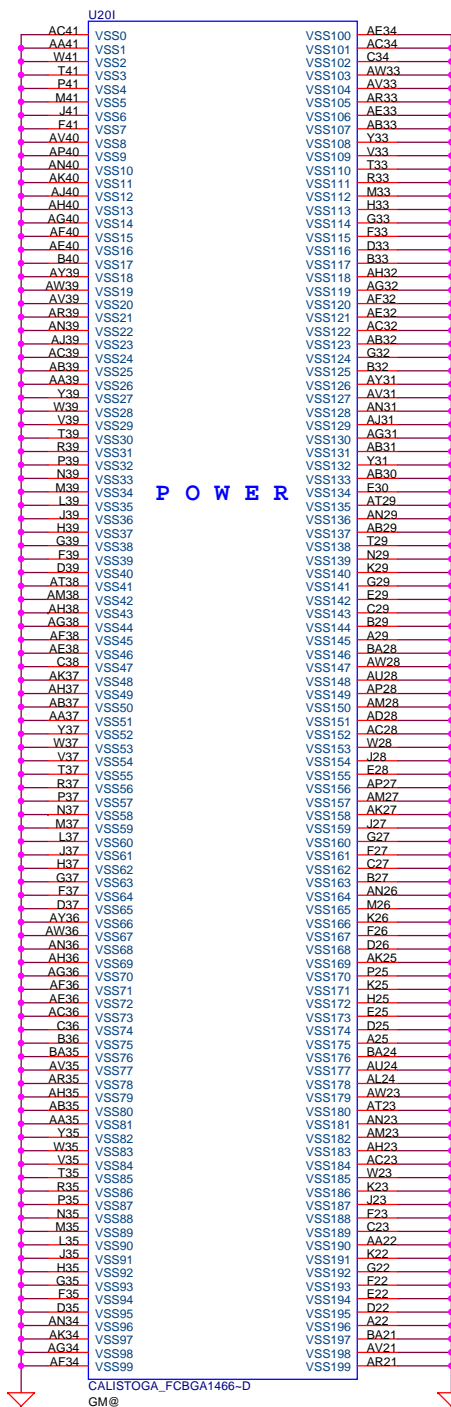 U20I
AC41 VSS0 VSS100 AE34
AA41 VSS1 VSS101 AC34
W41 VSS2 VSS102 C34
T41 VSS3 VSS103 AW33
P41 VSS4 VSS104 AV33
M41 VSS5 VSS105 AR33
J41 VSS6 VSS106 AE33
F41 VSS7 VSS107 AB33
AV40 VSS8 VSS108 Y33
AP40 VSS9 VSS109 V33
AN40 VSS10 VSS110 T33
AK40 VSS11 VSS111 R33
AJ40 VSS12 VSS112 M33
AH40 VSS13 VSS113 H33
AG40 VSS14 VSS114 G33
AF40 VSS15 VSS115 F33
AE40 VSS16 VSS116 D33
B40 VSS17 VSS117 B33
AY39 VSS18 VSS118 AH32
AW39 VSS19 VSS119 AG32
AV39 VSS20 VSS120 AF32
AR39 VSS21 VSS121 AE32
AN39 VSS22 VSS122 AC32
AJ39 VSS23 VSS123 AB32
AC39 VSS24 VSS124 G32
AB39 VSS25 VSS125 B32
AA39 VSS26 VSS126 AY31
Y39 VSS27 VSS127 AV31
W39 VSS28 VSS128 AN31
V39 VSS29 VSS129 AJ31
T39 VSS30 VSS130 AG31
R39 VSS31 VSS131 AB31
P39 VSS32 VSS132 Y31
N39 VSS33 VSS133 AB30
M39 VSS34 P O W E R VSS134 E30
L39 VSS35 VSS135 AT29
J39 VSS36 VSS136 AN29
H39 VSS37 VSS137 AB29
G39 VSS38 VSS138 T29
F39 VSS39 VSS139 N29
D39 VSS40 VSS140 K29
AT38 VSS41 VSS141 G29
AM38 VSS42 VSS142 E29
AH38 VSS43 VSS143 C29
AG38 VSS44 VSS144 B29
AF38 VSS45 VSS145 A29
AE38 VSS46 VSS146 BA28
C38 VSS47 VSS147 AW28
AK37 VSS48 VSS148 AU28
AH37 VSS49 VSS149 AP28
AB37 VSS50 VSS150 AM28
AA37 VSS51 VSS151 AD28
Y37 VSS52 VSS152 AC28
W37 VSS53 VSS153 W28
V37 VSS54 VSS154 J28
T37 VSS55 VSS155 E28
R37 VSS56 VSS156 AP27
P37 VSS57 VSS157 AM27
N37 VSS58 VSS158 AK27
M37 VSS59 VSS159 J27
L37 VSS60 VSS160 G27
J37 VSS61 VSS161 F27
H37 VSS62 VSS162 C27
G37 VSS63 VSS163 B27
F37 VSS64 VSS164 AN26
D37 VSS65 VSS165 M26
AY36 VSS66 VSS166 K26
AW36 VSS67 VSS167 F26
AN36 VSS68 VSS168 D26
AH36 VSS69 VSS169 AK25
AG36 VSS70 VSS170 P25
AF36 VSS71 VSS171 K25
AE36 VSS72 VSS172 H25
AC36 VSS73 VSS173 E25
C36 VSS74 VSS174 D25
B36 VSS75 VSS175 A25
BA35 VSS76 VSS176 BA24
AV35 VSS77 VSS177 AU24
AR35 VSS78 VSS178 AL24
AH35 VSS79 VSS179 AW23
AB35 VSS80 VSS180 AT23
AA35 VSS81 VSS181 AN23
Y35 VSS82 VSS182 AM23
W35 VSS83 VSS183 AH23
V35 VSS84 VSS184 AC23
T35 VSS85 VSS185 W23
R35 VSS86 VSS186 K23
P35 VSS87 VSS187 J23
N35 VSS88 VSS188 F23
M35 VSS89 VSS189 C23
L35 VSS90 VSS190 AA22
J35 VSS91 VSS191 K22
H35 VSS92 VSS192 G22
G35 VSS93 VSS193 F22
F35 VSS94 VSS194 E22
D35 VSS95 VSS195 D22
AN34 VSS96 VSS196 A22
AK34 VSS97 VSS197 BA21
AG34 VSS98 VSS198 AV21
AF34 VSS99 VSS199 AR21
CALISTOGA_FCBGA1466~D
GM@